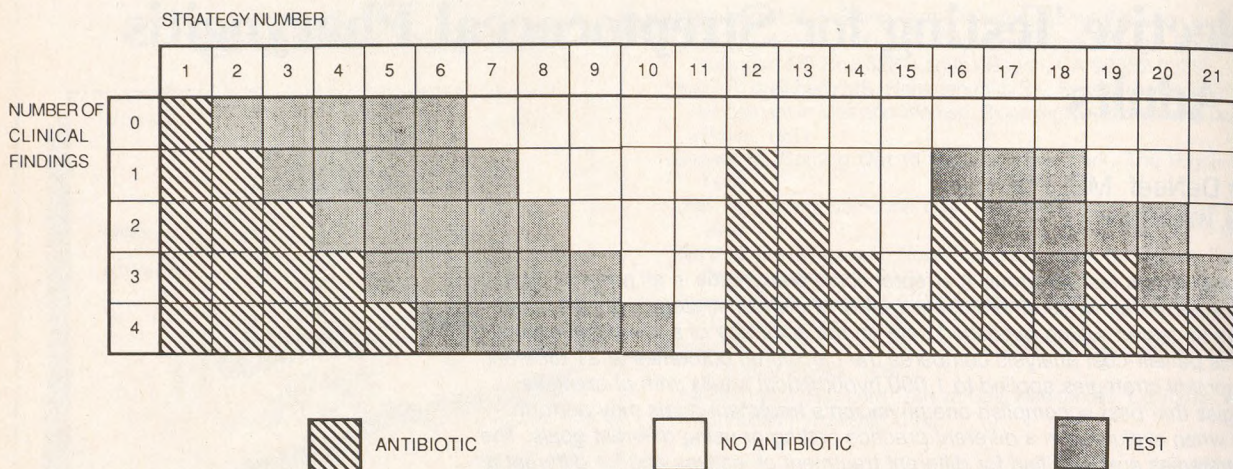 STRATEGY NUMBER
1 2 3 4 5 6 7 8 9 10 11 12 13 14 15 16 17 18 19 20 21
NUMBER OF
CLINICAL
FINDINGS
0
1
2
3
4
ANTIBIOTIC
NO ANTIBIOTIC
TEST